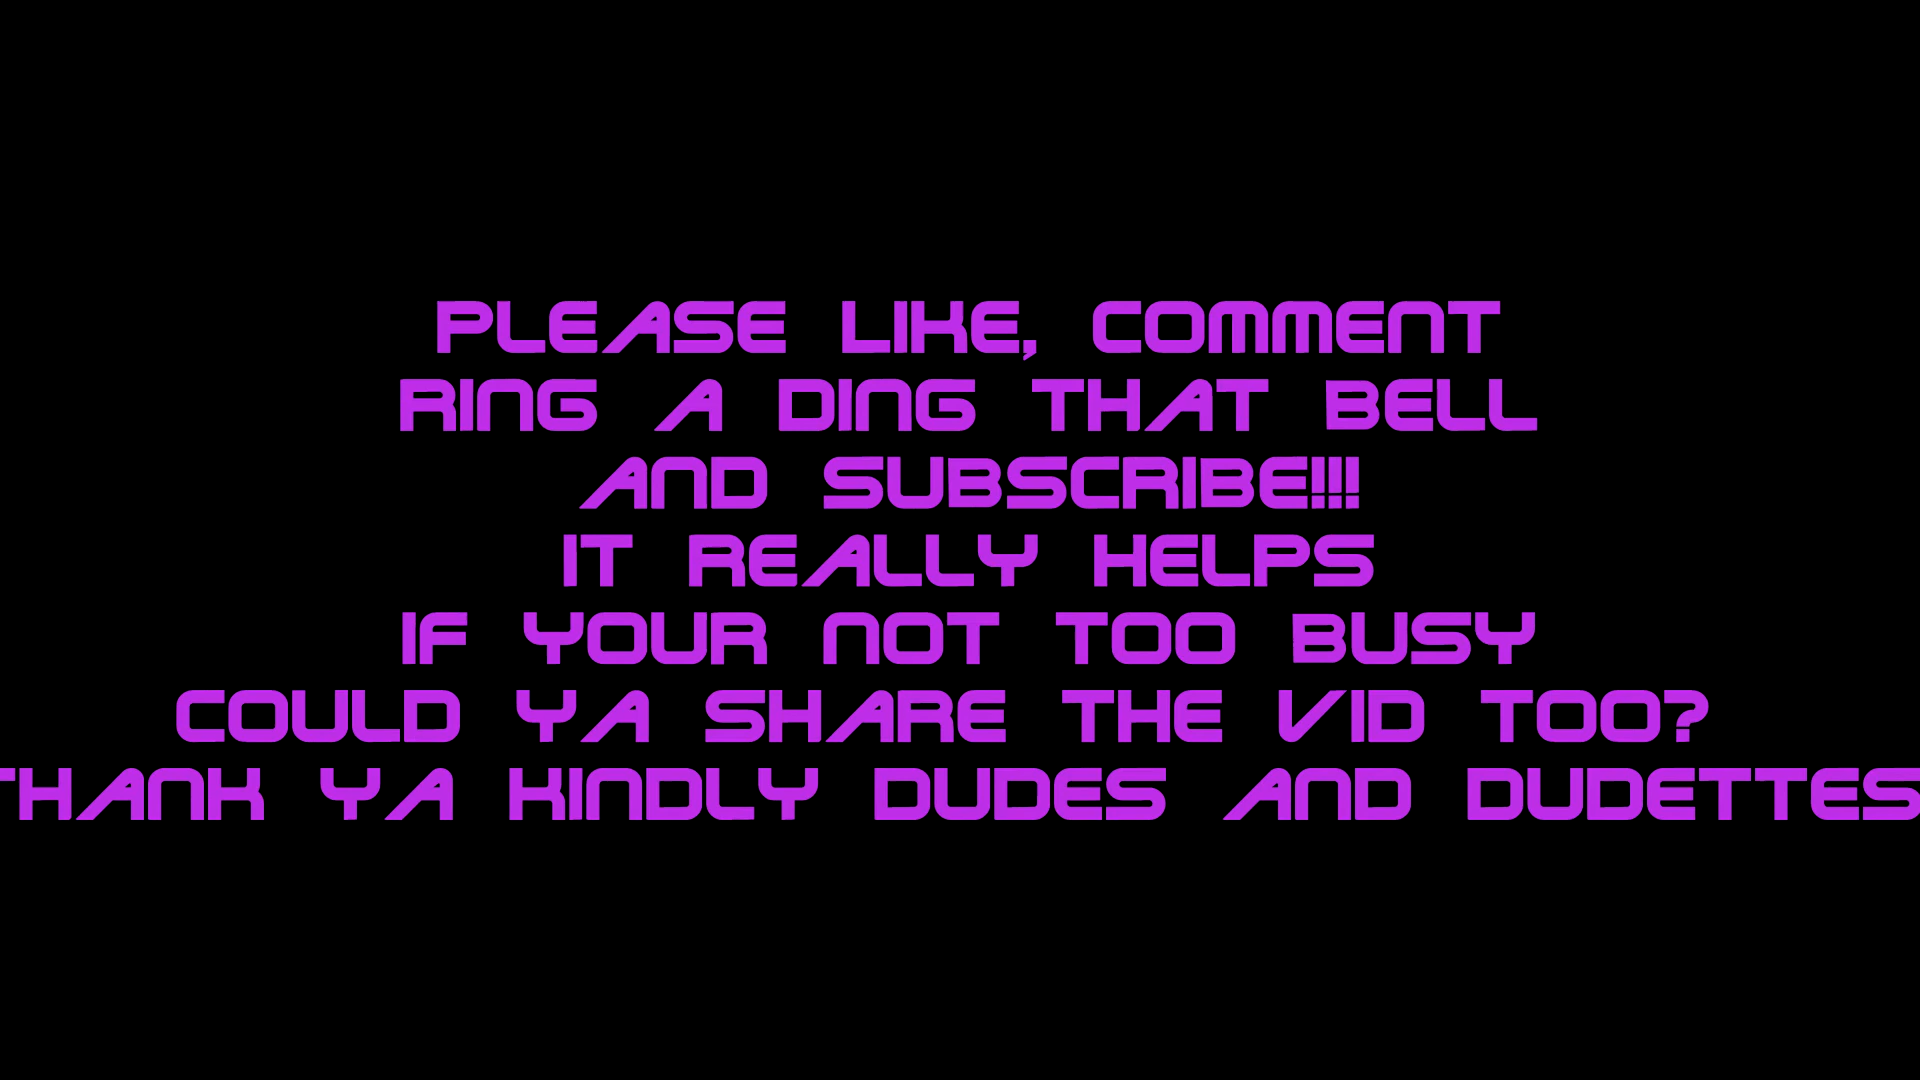 PLEASE LIKE, COMMENT
RING A DING THAT BELL
AND SUBSCRIBE!!!
IT REALLY HELPS
IF YOUR NOT TOO BUSY
COULD YA SHARE THE VID TOO?
THANK YA KINDLY DUDES AND DUDETTES